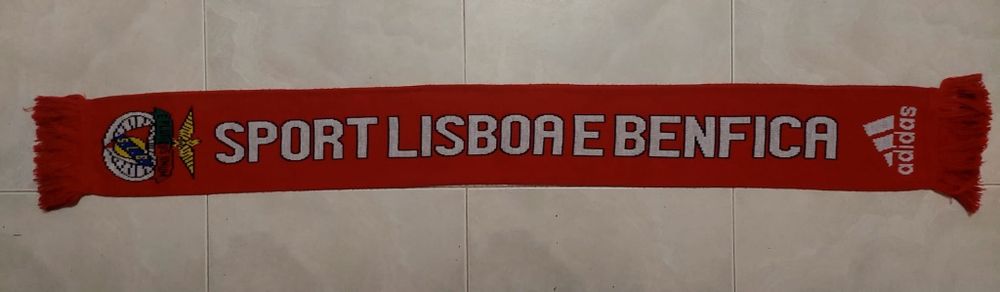 SPORT LISBOA E BENFICA
adidas